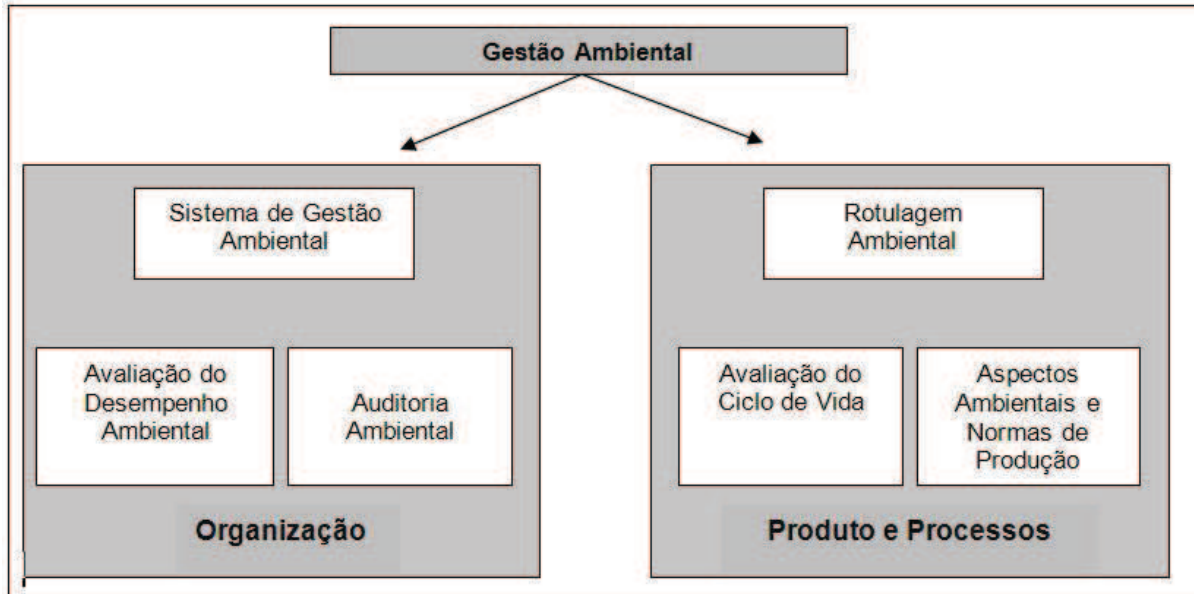 Gestão Ambiental
Sistema de Gestão
Ambiental
Rotulagem
Ambiental
Avaliação do
Desempenho
Ambiental
Auditoria
Ambiental
Avaliação do
Ciclo de Vida
Aspectos
Ambientais e
Normas de
Produção
Organização
Produto e Processos